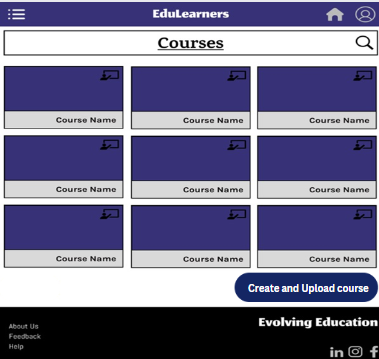 EduLearners
Courses
Course Name Course Name Course Name
Course Name Course Name Course Name
Course Name Course Name Course Name
Create and Upload course
Evolving Education
About Us
Feedback
Help
in f